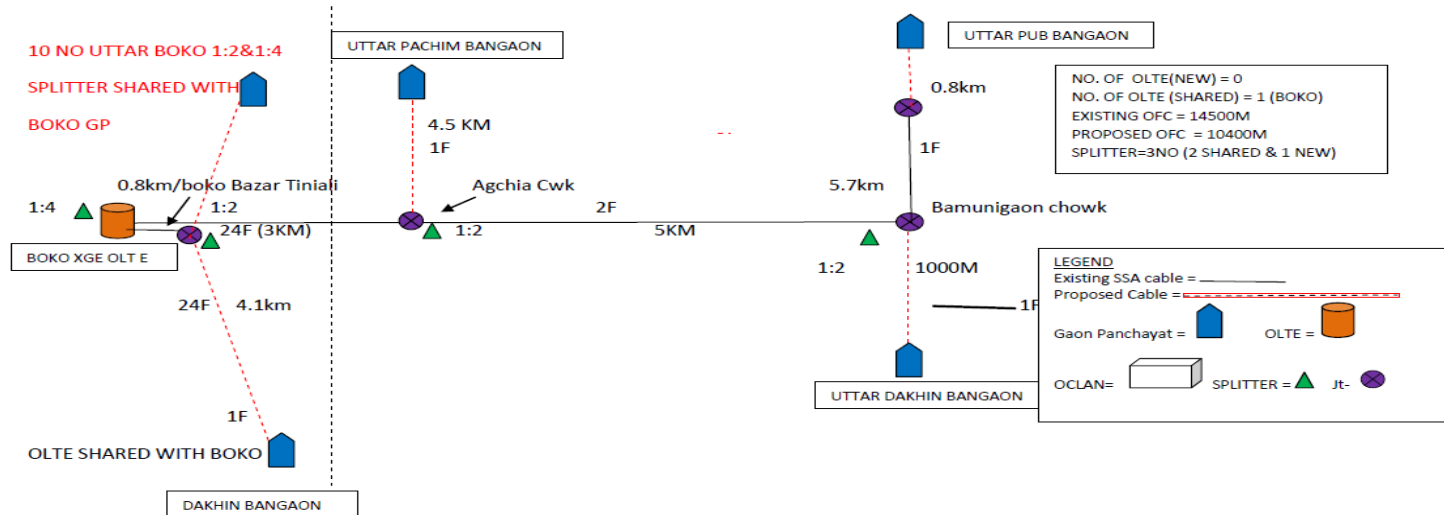 10 NO UTTAR BOKO 1:2&1:4
SPLITTER SHARED WITH
BOKO GP
UTTAR PACHIM BANGAON
UTTAR PUB BANGAON
NO. OF OLTE(NEW) = 0
NO. OF OLTE (SHARED) = 1 (BOKO)
EXISTING OFC = 14500M
PROPOSED OFC = 10400M
SPLITTER=3NO (2 SHARED & 1 NEW)
0.8km
4.5 KM
1F
1F
0.8km/boko Bazar Tiniali
Agchia Cwk
5.7km
1:4
1:2
2F
Bamunigaon chowk
24F (3KM)
1:2
5KM
BOKO XGE OLT E
1:2
1000M
24F
4.1km
1F
LEGEND
Existing SSA cable =
Proposed Cable =
Gaon Panchayat =
OLTE =
OCLAN=
SPLITTER =
Jt-
UTTAR DAKHIN BANGAON
1F
OLTE SHARED WITH BOKO
DAKHIN BANGAON